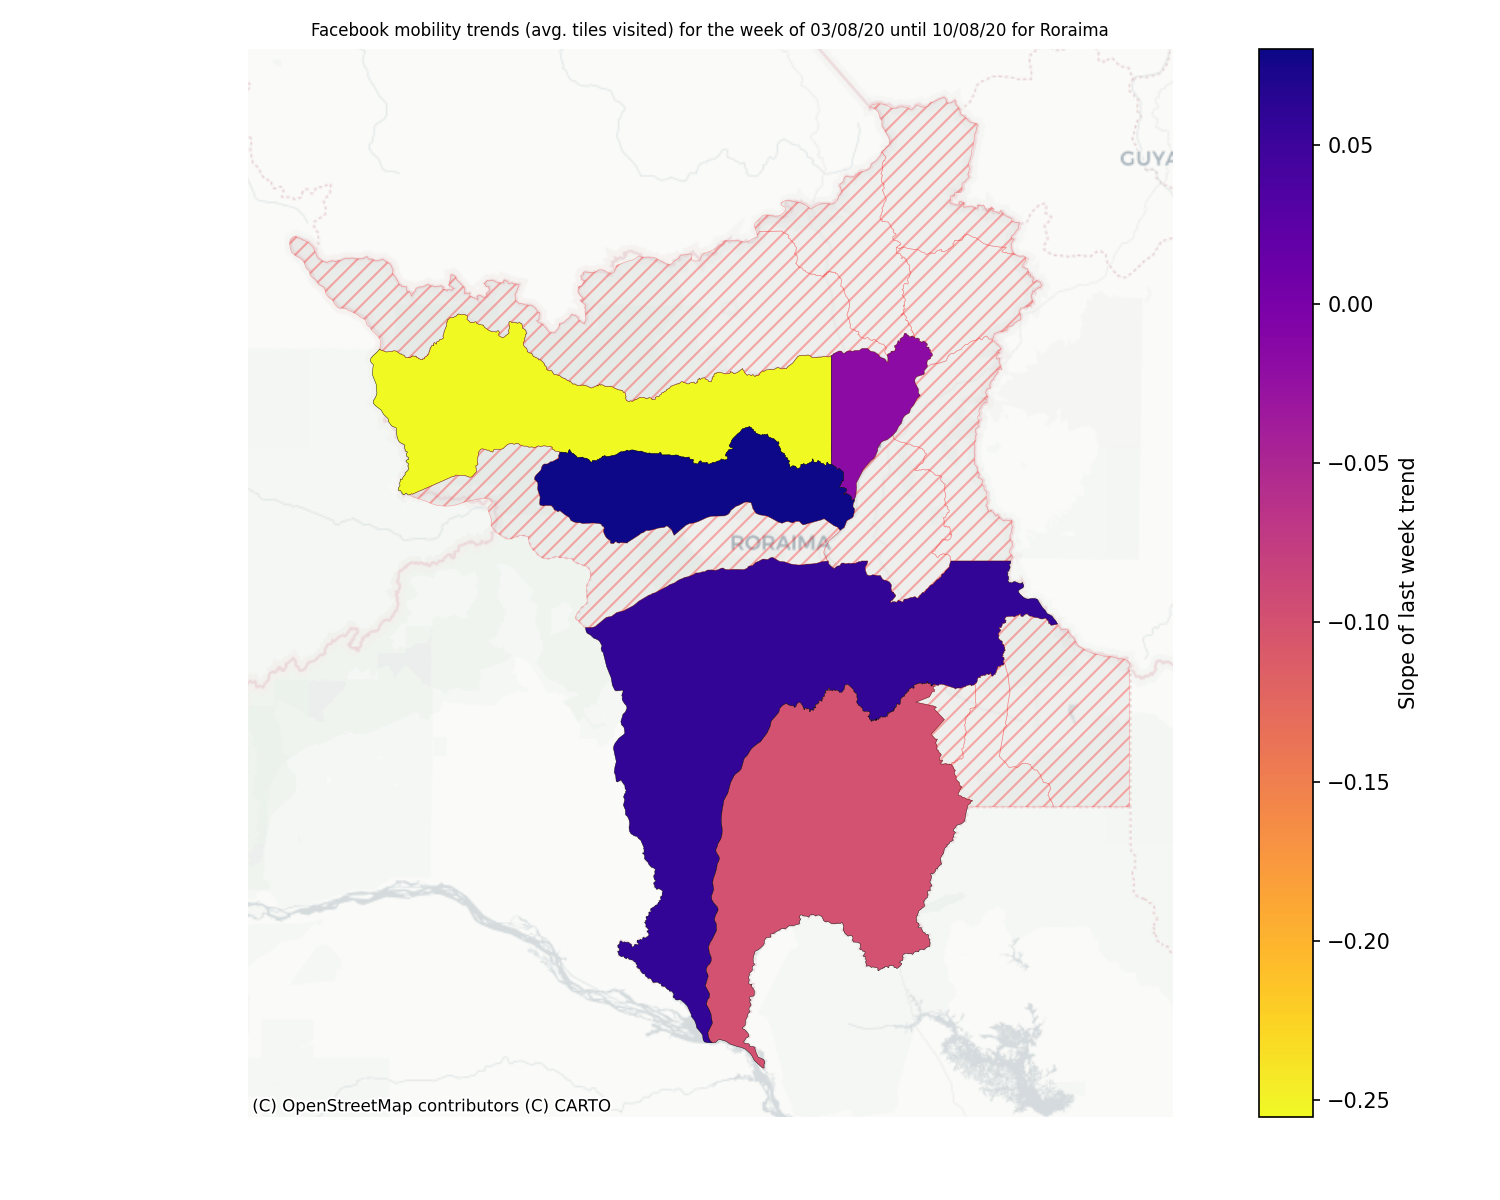 Facebook mobility trends (avg. tiles visited) for the week of 03/08/20 until 10/08/20 for Roraima
GUYA
RORAIMA
0.05
0.00
−0.05
−0.10
−0.15
−0.20
−0.25
Slope of last week trend
(C) OpenStreetMap contributors (C) CARTO